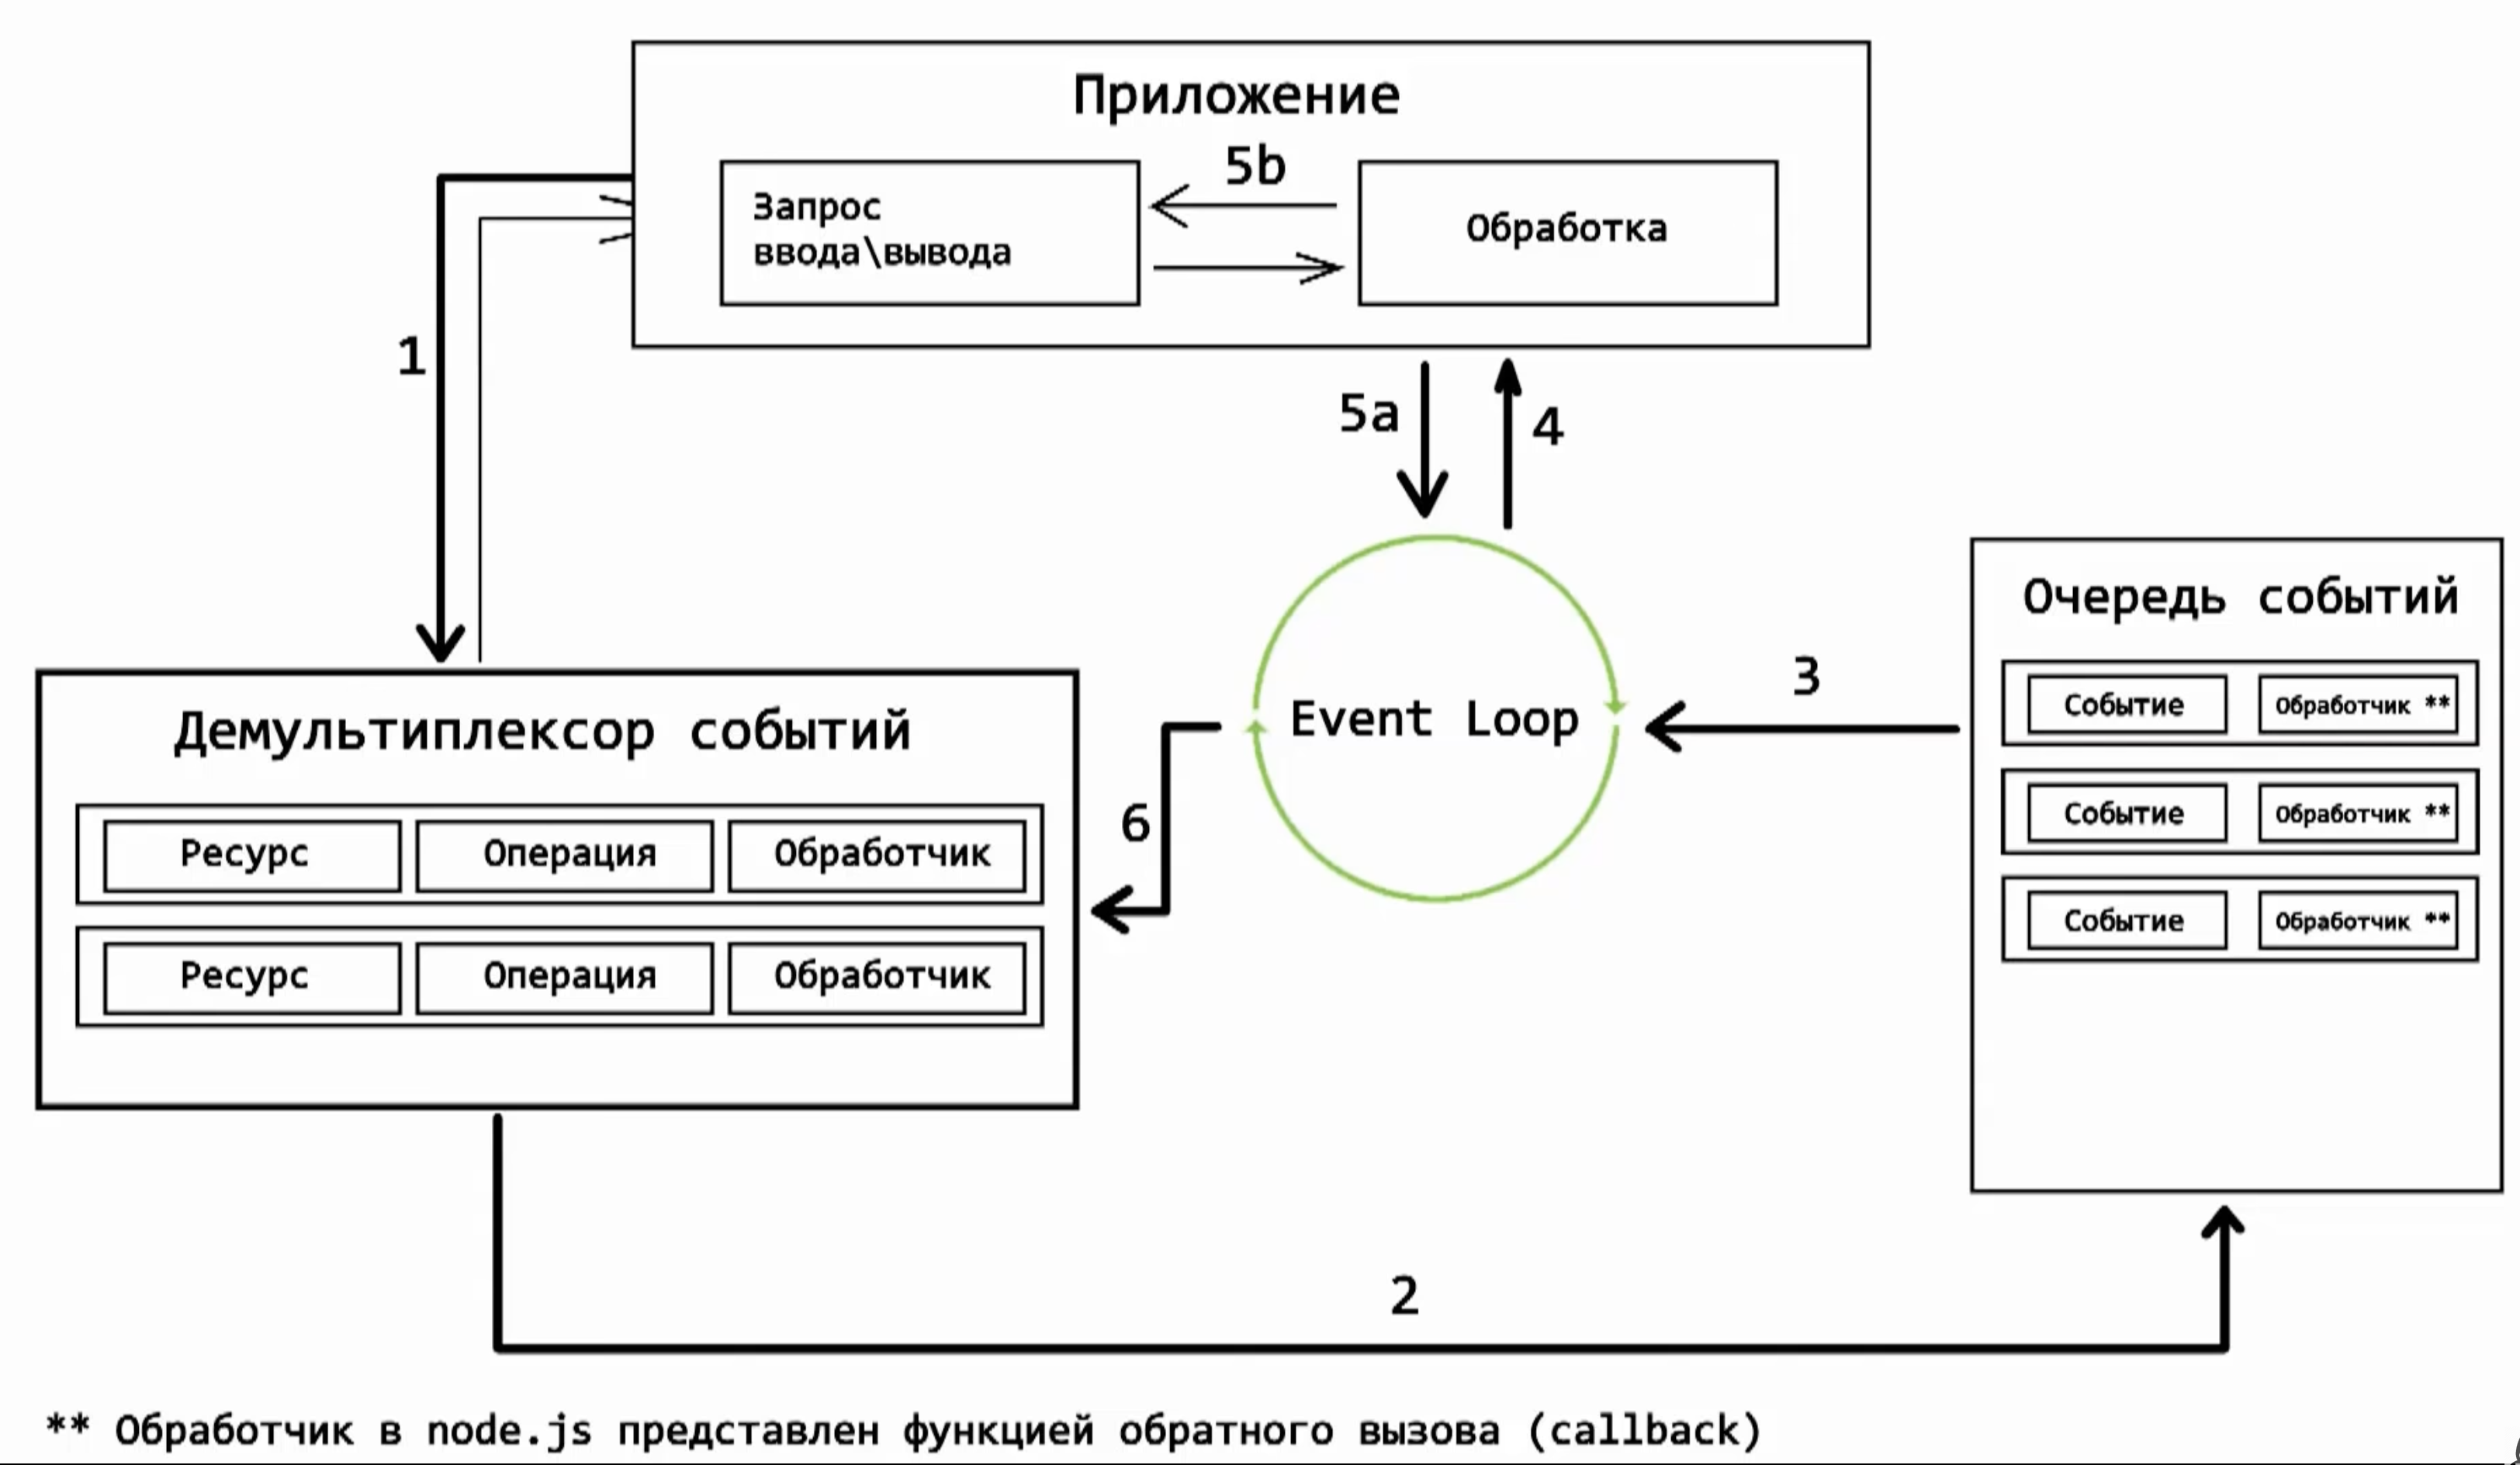 Приложение
5b
Запрос
ввода\вывода
Обработка
1
5a
4
Очередь событий
3
Событие Обработчик **
Событие Обработчик **
Событие Обработчик **
Event Loop
6
Демультиплексор событий
Ресурс Операция Обработчик
Ресурс Операция Обработчик
2
** Обработчик в node.js представлен функцией обратного вызова (callback)